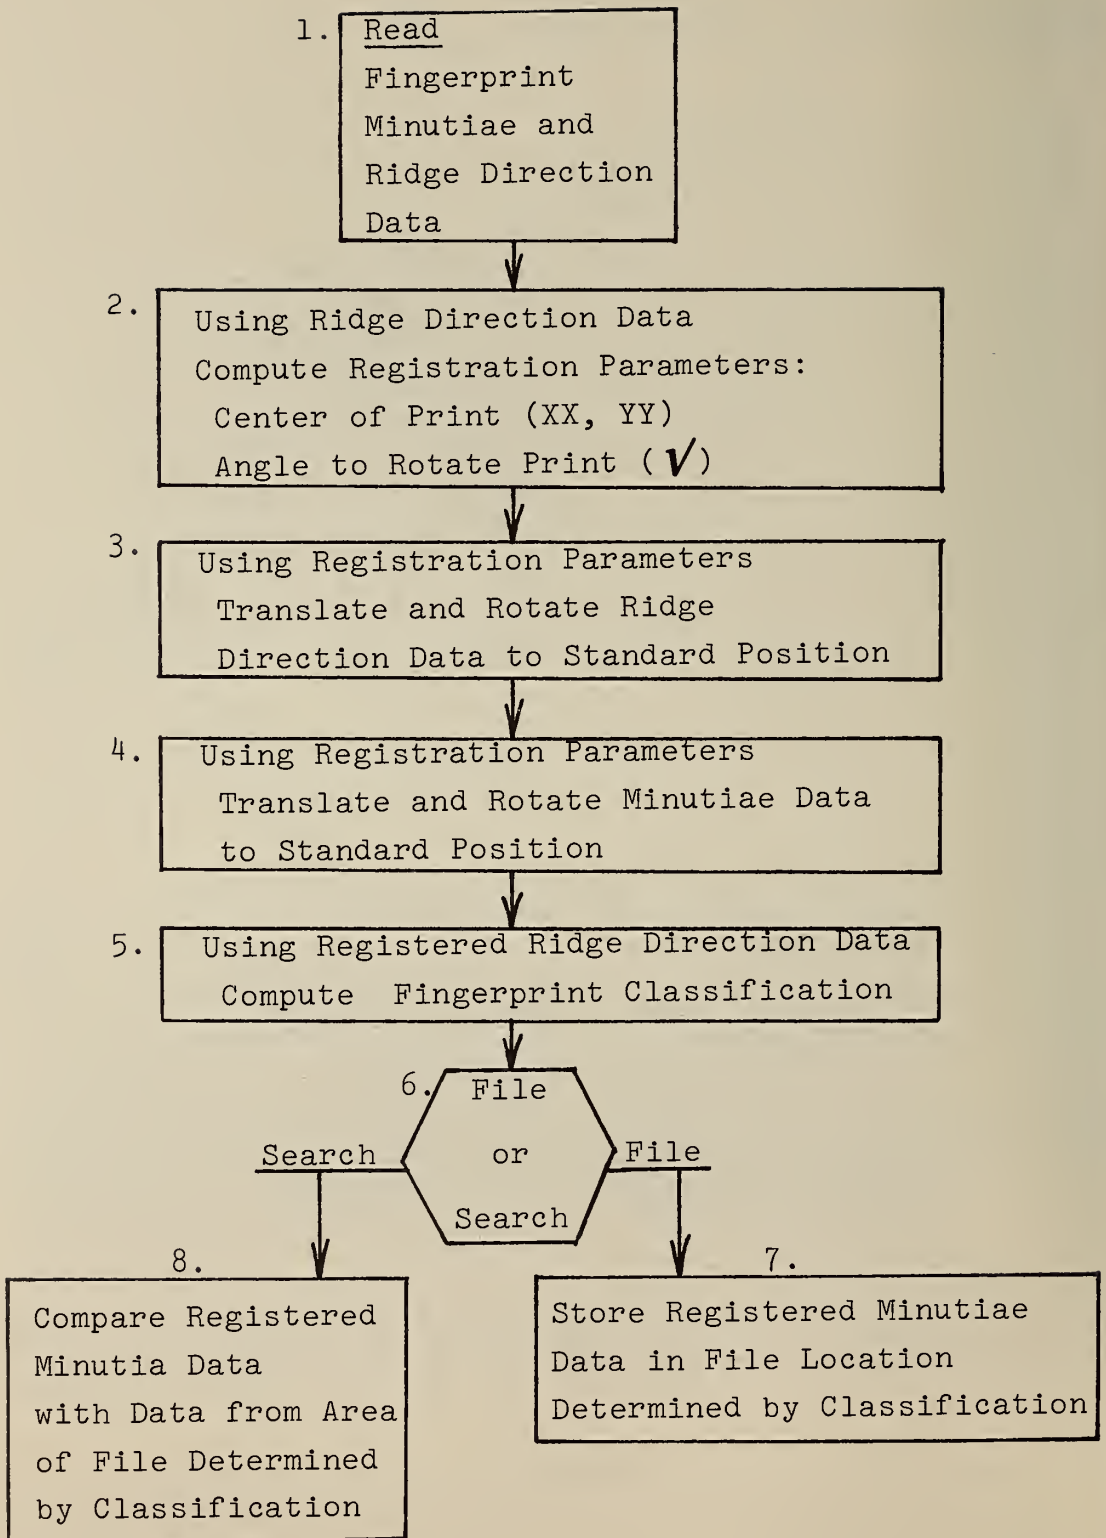 1. Read
Fingerprint
Minutiae and
Ridge Direction
Data
2. Using Ridge Direction Data
Compute Registration Parameters:
Center of Print (XX, YY)
Angle to Rotate Print (V)
3. Using Registration Parameters
Translate and Rotate Ridge
Direction Data to Standard Position
4. Using Registration Parameters
Translate and Rotate Minutiae Data
to Standard Position
5. Using Registered Ridge Direction Data
Compute Fingerprint Classification
6. File
or
Search
Search
File
7.
Store Registered Minutiae
Data in File Location
Determined by Classification
8.
Compare Registered
Minutia Data
with Data from Area
of File Determined
by Classification